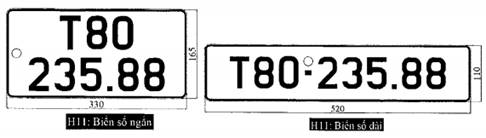 T80
235.88
165
330
H11: Biển số ngắn
T80-235.88
110
520
H11: Biển số dài